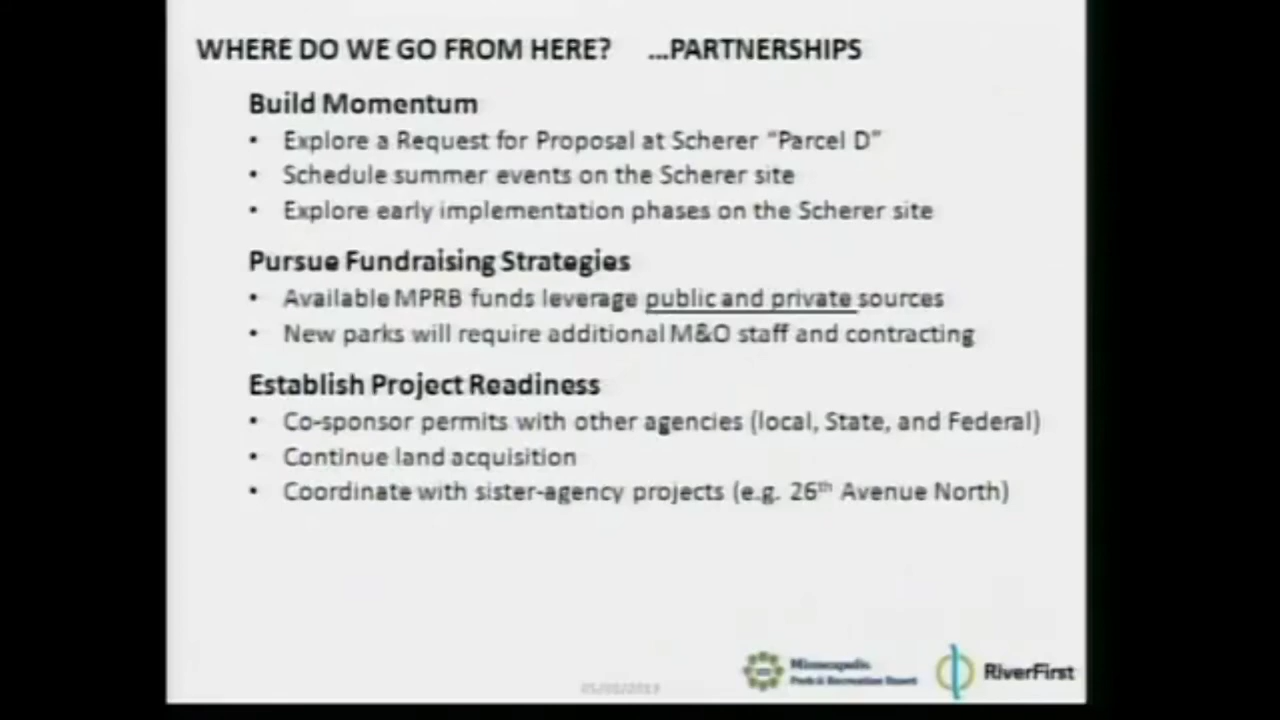 WHERE DO WE GO FROM HERE? ...PARTNERSHIPS
Build Momentum
• Explore a Request for Proposal at Scherer “Parcel D”
• Schedule summer events on the Scherer site
• Explore early implementation phases on the Scherer site
Pursue Fundraising Strategies
• Available MPRB funds leverage public and private sources
• New parks will require additional M&O staff and contracting
Establish Project Readiness
• Co-sponsor permits with other agencies (local, State, and Federal)
• Continue land acquisition
• Coordinate with sister-agency projects (e.g. 26th Avenue North)
Minneapolis
Park & Recreation Board
RiverFirst